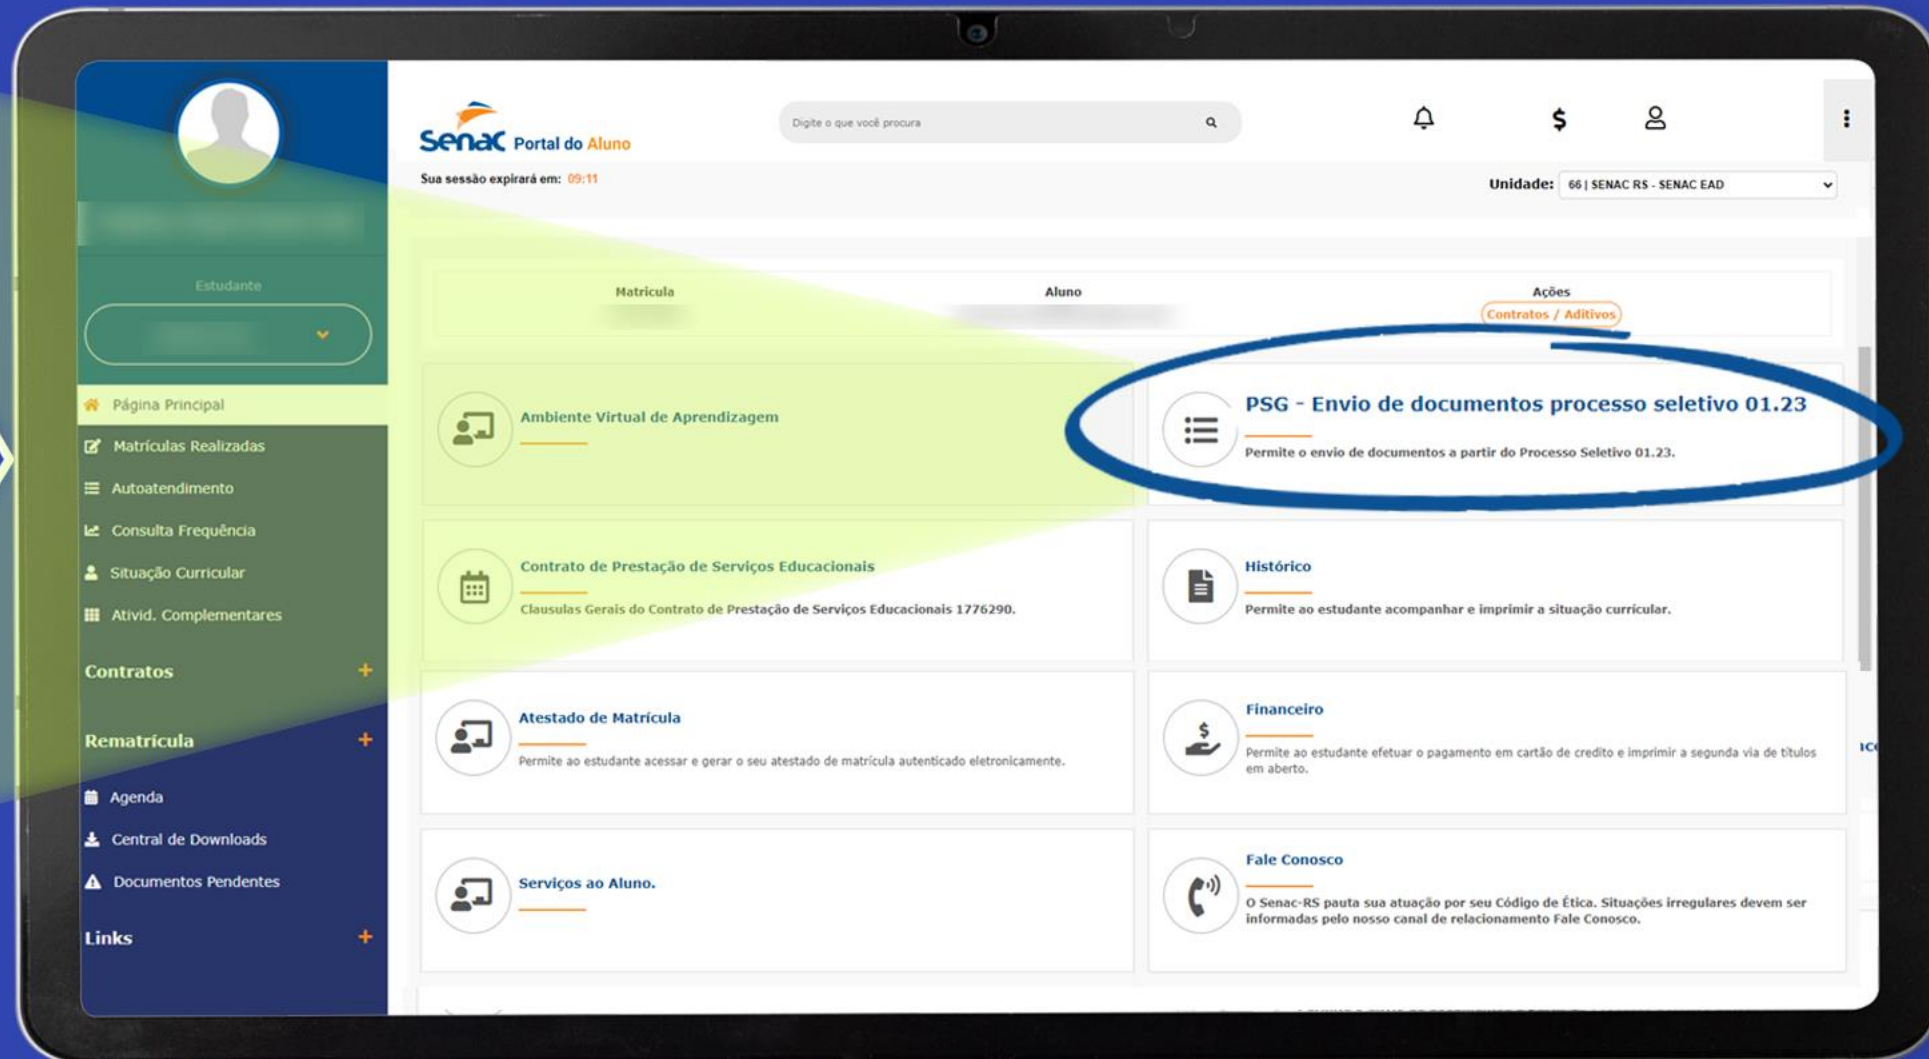 Senac Portal do Aluno
Digite o que você procura
$
Sua sessão expirará em: 09:11
Unidade: 66 | SENAC RS - SENAC EAD
Estudante
Página Principal
Matrículas Realizadas
Autoatendimento
Consulta Frequência
Situação Curricular
Ativid. Complementares
Contratos +
Rematrícula +
Agenda
Central de Downloads
Documentos Pendentes
Links +
Matricula Aluno Ações
Contratos / Aditivos
Ambiente Virtual de Aprendizagem
PSG - Envio de documentos processo seletivo 01.23
Permite o envio de documentos a partir do Processo Seletivo 01.23.
Contrato de Prestação de Serviços Educacionais
Clausulas Gerais do Contrato de Prestação de Serviços Educacionais 1776290.
Histórico
Permite ao estudante acompanhar e imprimir a situação curricular.
Atestado de Matrícula
Permite ao estudante acessar e gerar o seu atestado de matrícula autenticado eletronicamente.
Financeiro
Permite ao estudante efetuar o pagamento em cartão de credito e imprimir a segunda via de títulos
em aberto.
Serviços ao Aluno.
Fale Conosco
O Senac-RS pauta sua atuação por seu Código de Ética. Situações irregulares devem ser
informadas pelo nosso canal de relacionamento Fale Conosco.